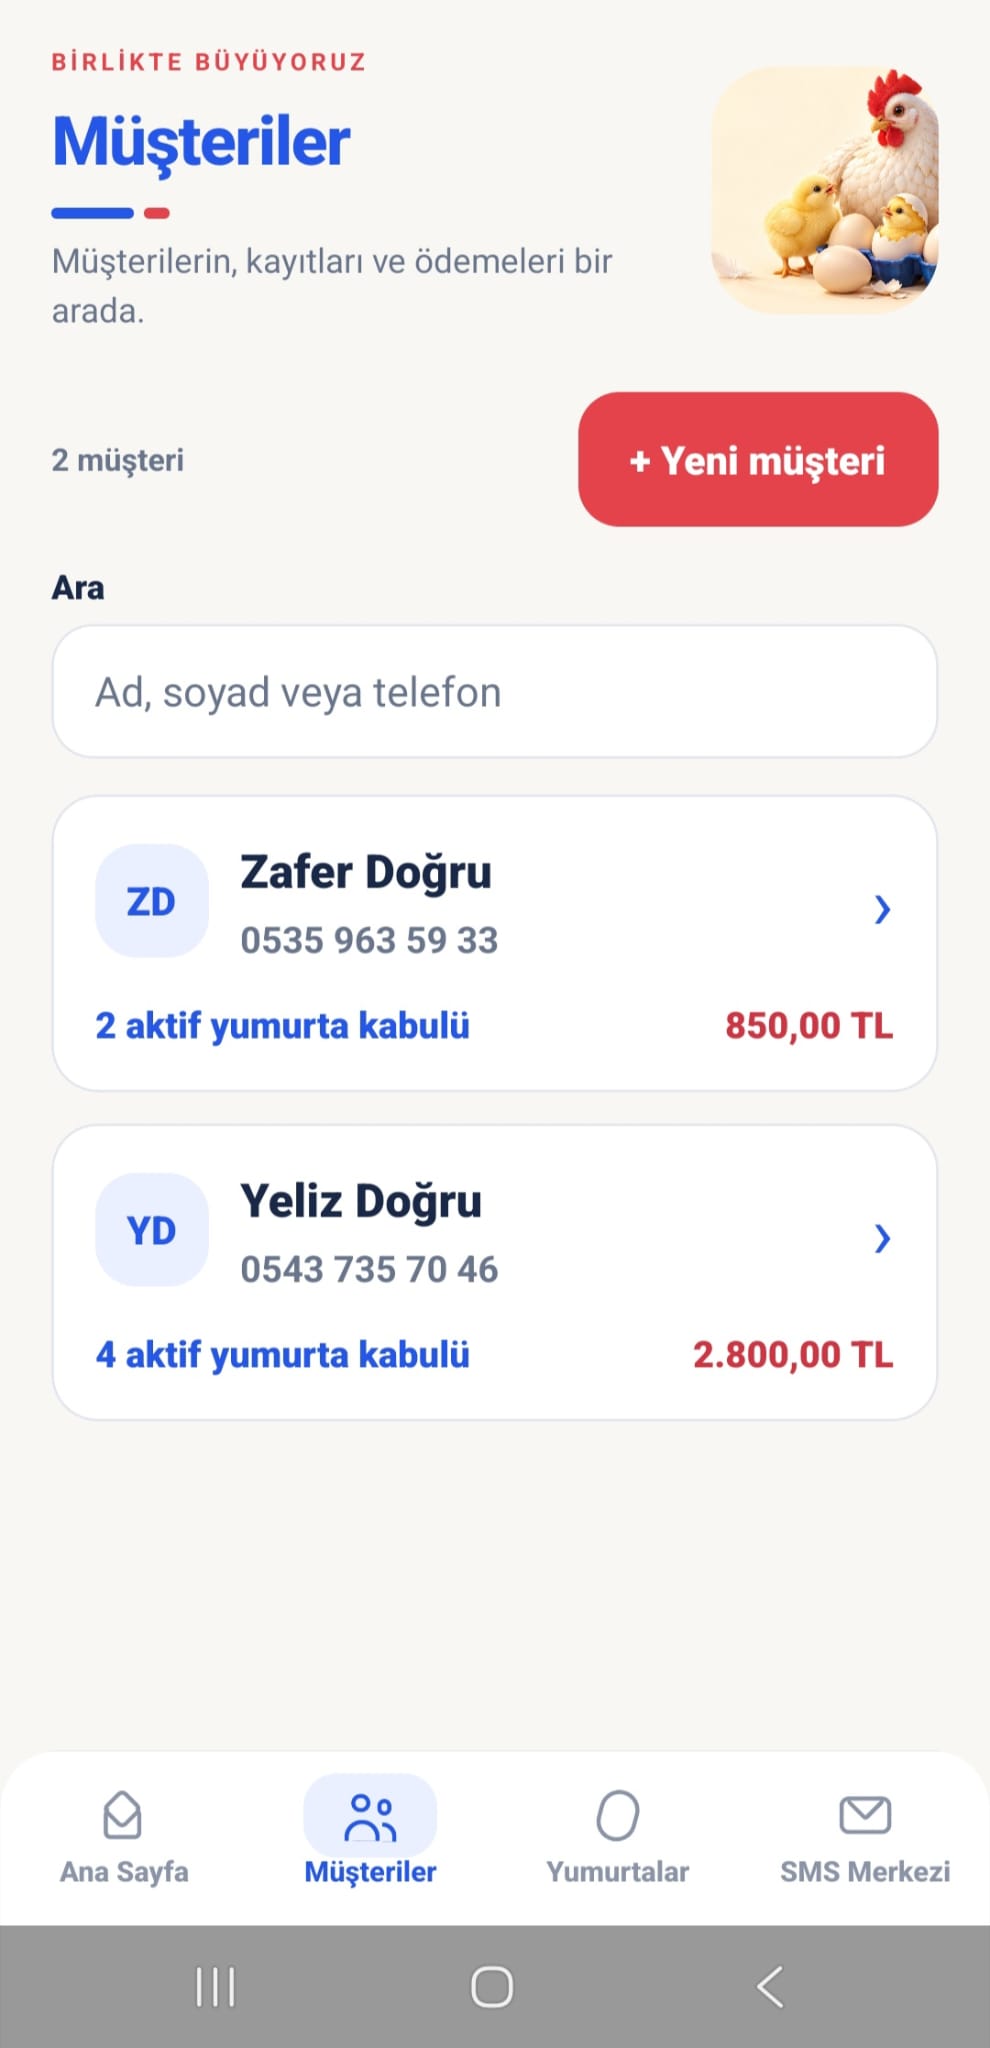 BİRLİKTE BÜYÜYORUZ
Müşteriler
Müşterilerin, kayıtları ve ödemeleri bir
arada.
2 müşteri
+ Yeni müşteri
Ara
Ad, soyad veya telefon
ZD
Zafer Doğru
0535 963 59 33
2 aktif yumurta kabulü
850,00 TL
YD
Yeliz Doğru
0543 735 70 46
4 aktif yumurta kabulü
2.800,00 TL
Ana Sayfa
Müşteriler
Yumurtalar
SMS Merkezi